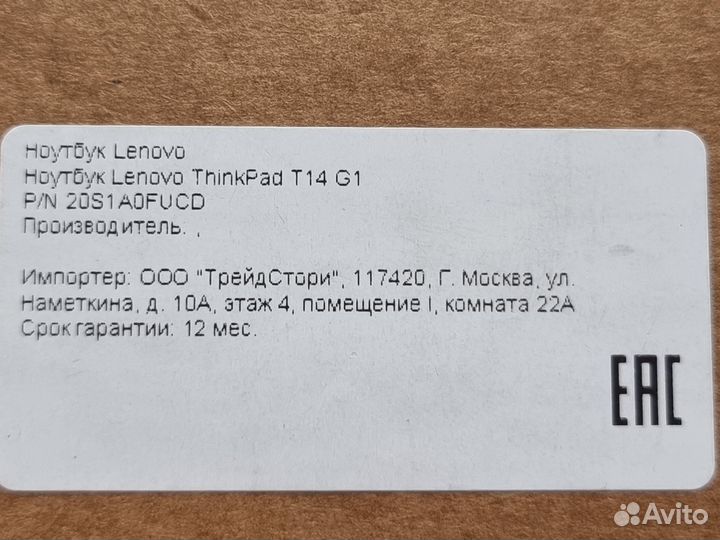 Ноутбук Lenovo
Ноутбук Lenovo ThinkPad T14 G1
P/N 20S1A0FUCD
Производитель: ,
Импортер: ООО "ТрейдСтори", 117420, Г. Москва, ул.
Наметкина, д. 10А, этаж 4, помещение I, комната 22А
Срок гарантии: 12 мес.
EAC
Avito